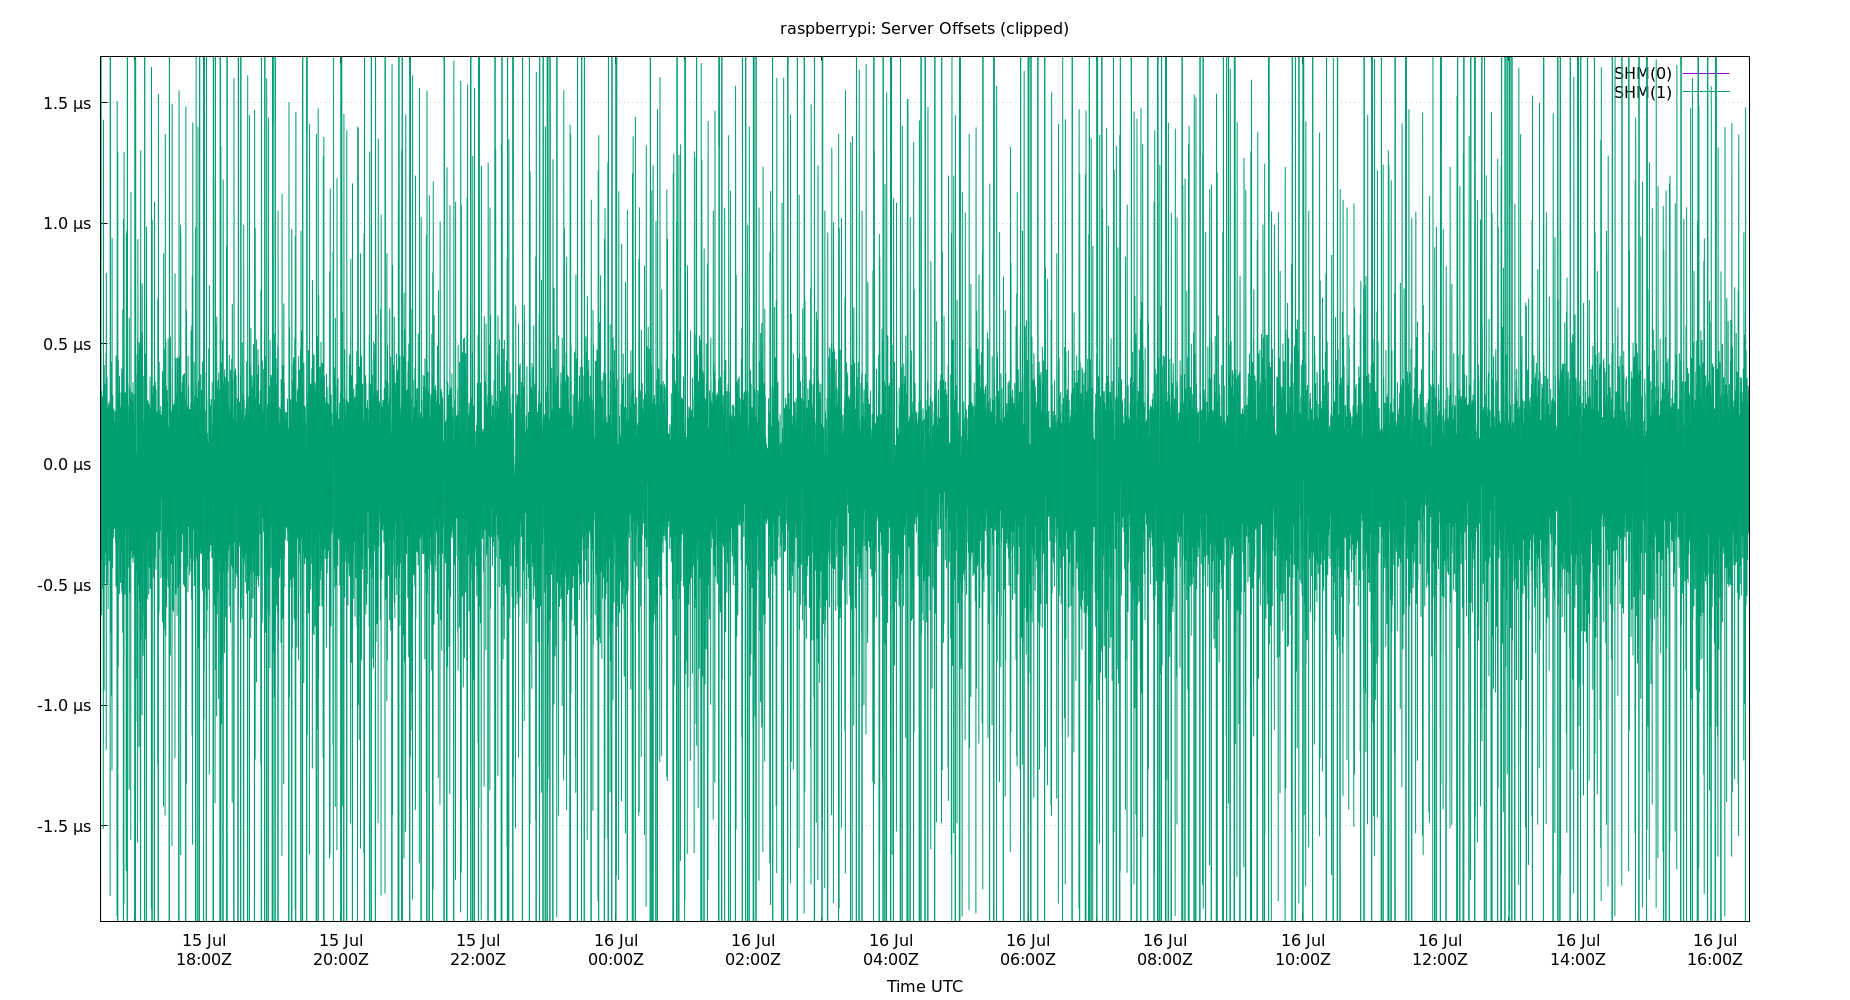 raspberrypi: Server Offsets (clipped)
SHM(0)
SHM(1)
1.5 µs
1.0 µs
0.5 µs
0.0 µs
-0.5 µs
-1.0 µs
-1.5 µs
15 Jul 15 Jul 15 Jul 16 Jul 16 Jul 16 Jul 16 Jul 16 Jul 16 Jul 16 Jul 16 Jul 16 Jul
18:00Z 20:00Z 22:00Z 00:00Z 02:00Z 04:00Z 06:00Z 08:00Z 10:00Z 12:00Z 14:00Z 16:00Z
Time UTC